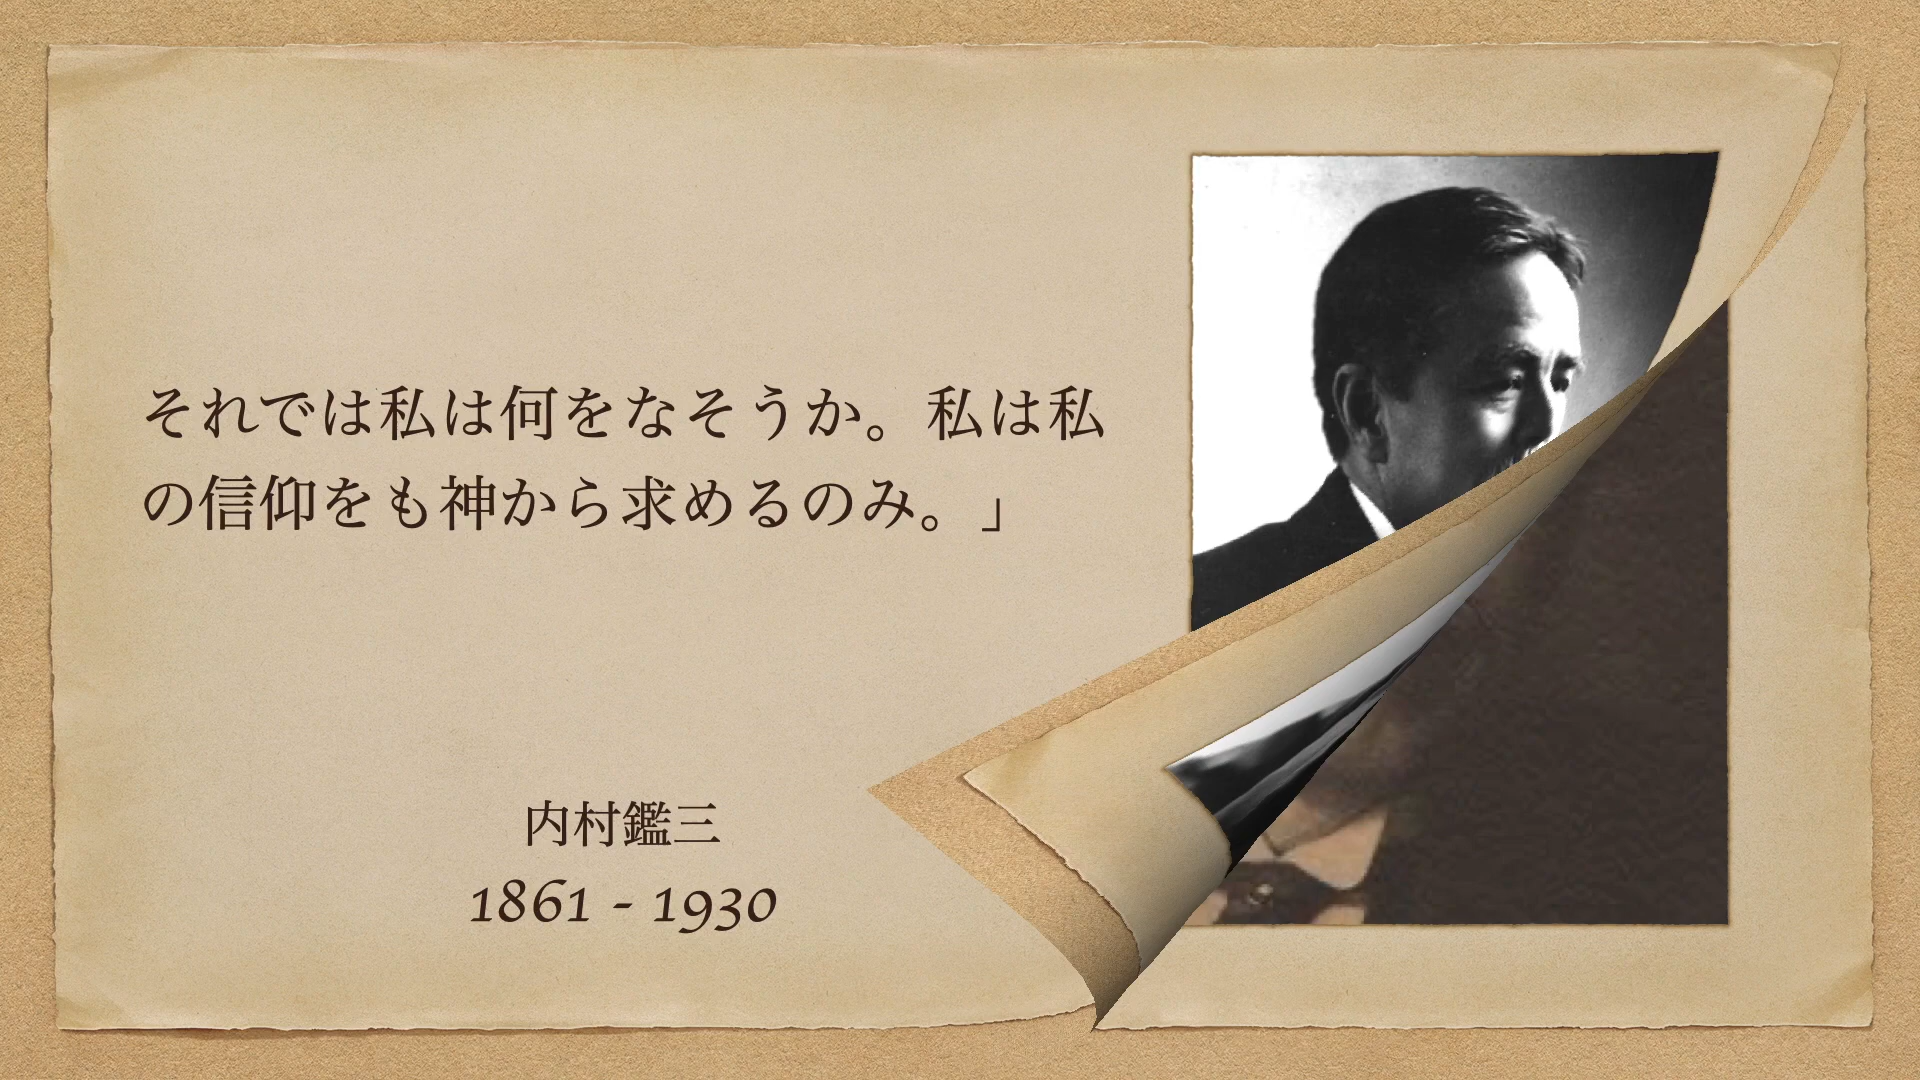 それでは私は何をなそうか。私は私
の信仰をも神から求めるのみ。」
内村鑑三
1861 - 1930